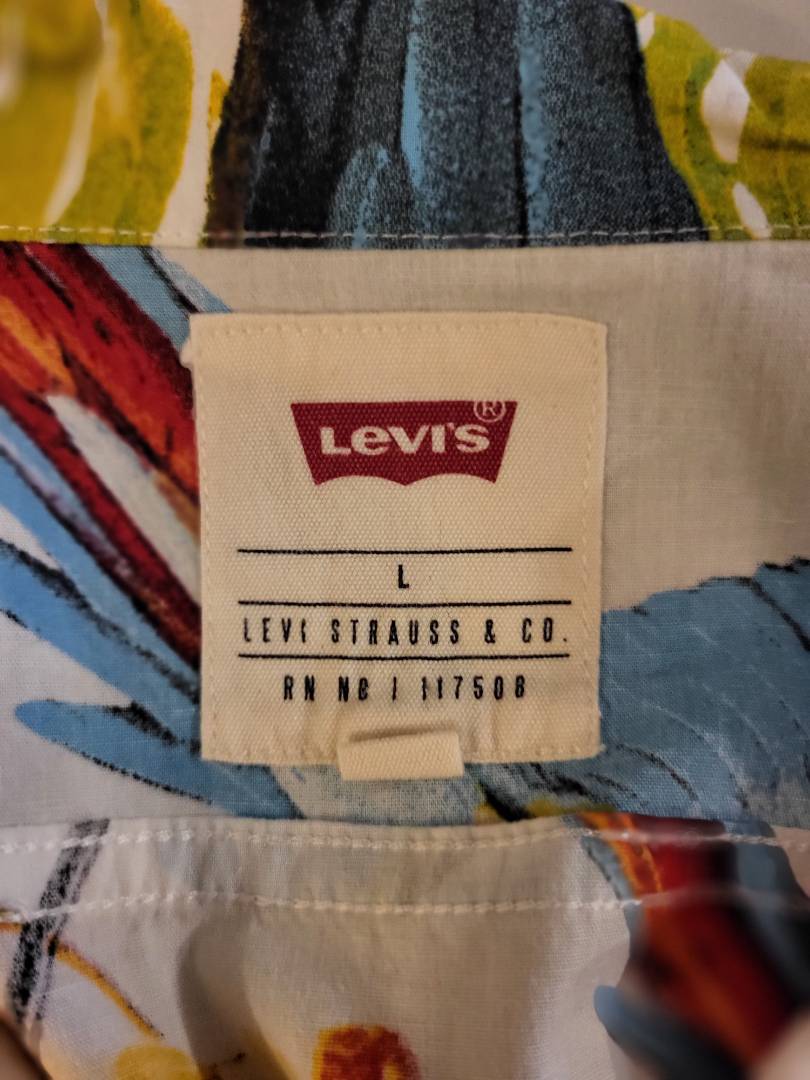 LEVI'S®
L
LEVI STRAUSS & CO.
RN NO / 117508